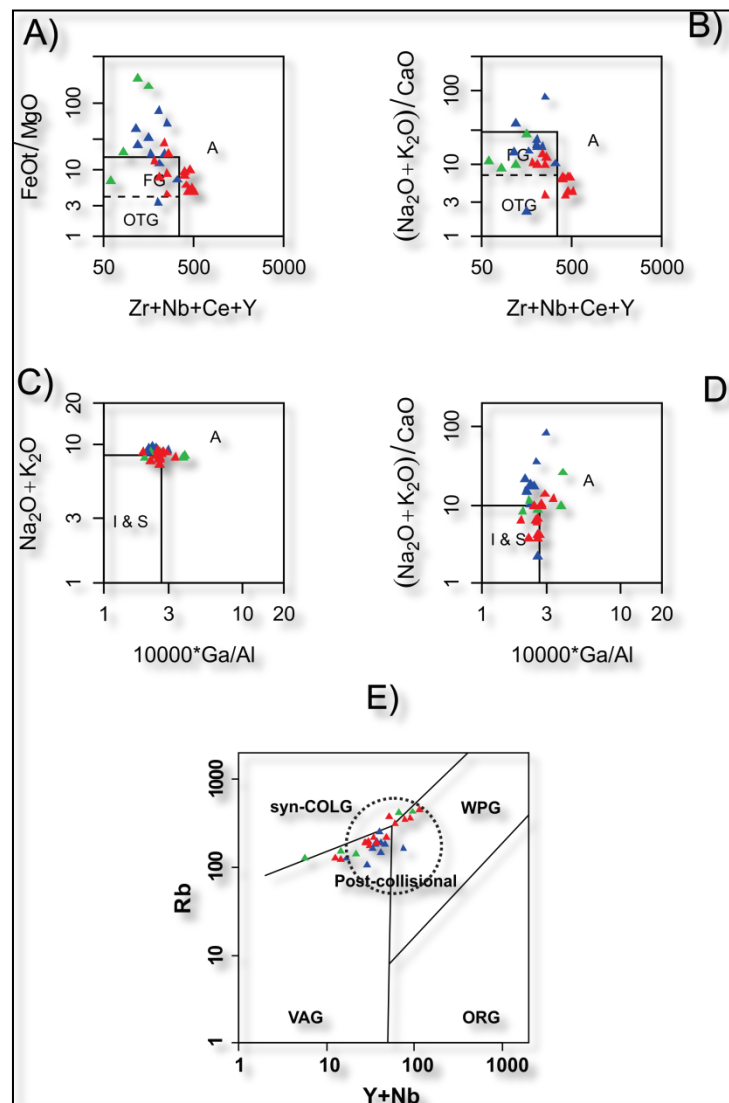 A)
FeOt/MgO
100
10
3
1
A
FG
OTG
50
500
5000
Zr+Nb+Ce+Y
B)
(Na₂O+K₂O)/CaO
100
10
3
1
A
FG
OTG
50
500
5000
Zr+Nb+Ce+Y
C)
Na₂O+K₂O
20
10
3
1
A
I & S
1
3
10
20
10000*Ga/Al
D)
(Na₂O+K₂O)/CaO
100
10
1
A
I & S
1
3
10
20
10000*Ga/Al
E)
Rb
1000
100
10
1
syn-COLG
WPG
Post-collisional
VAG
ORG
1
10
100
1000
Y+Nb